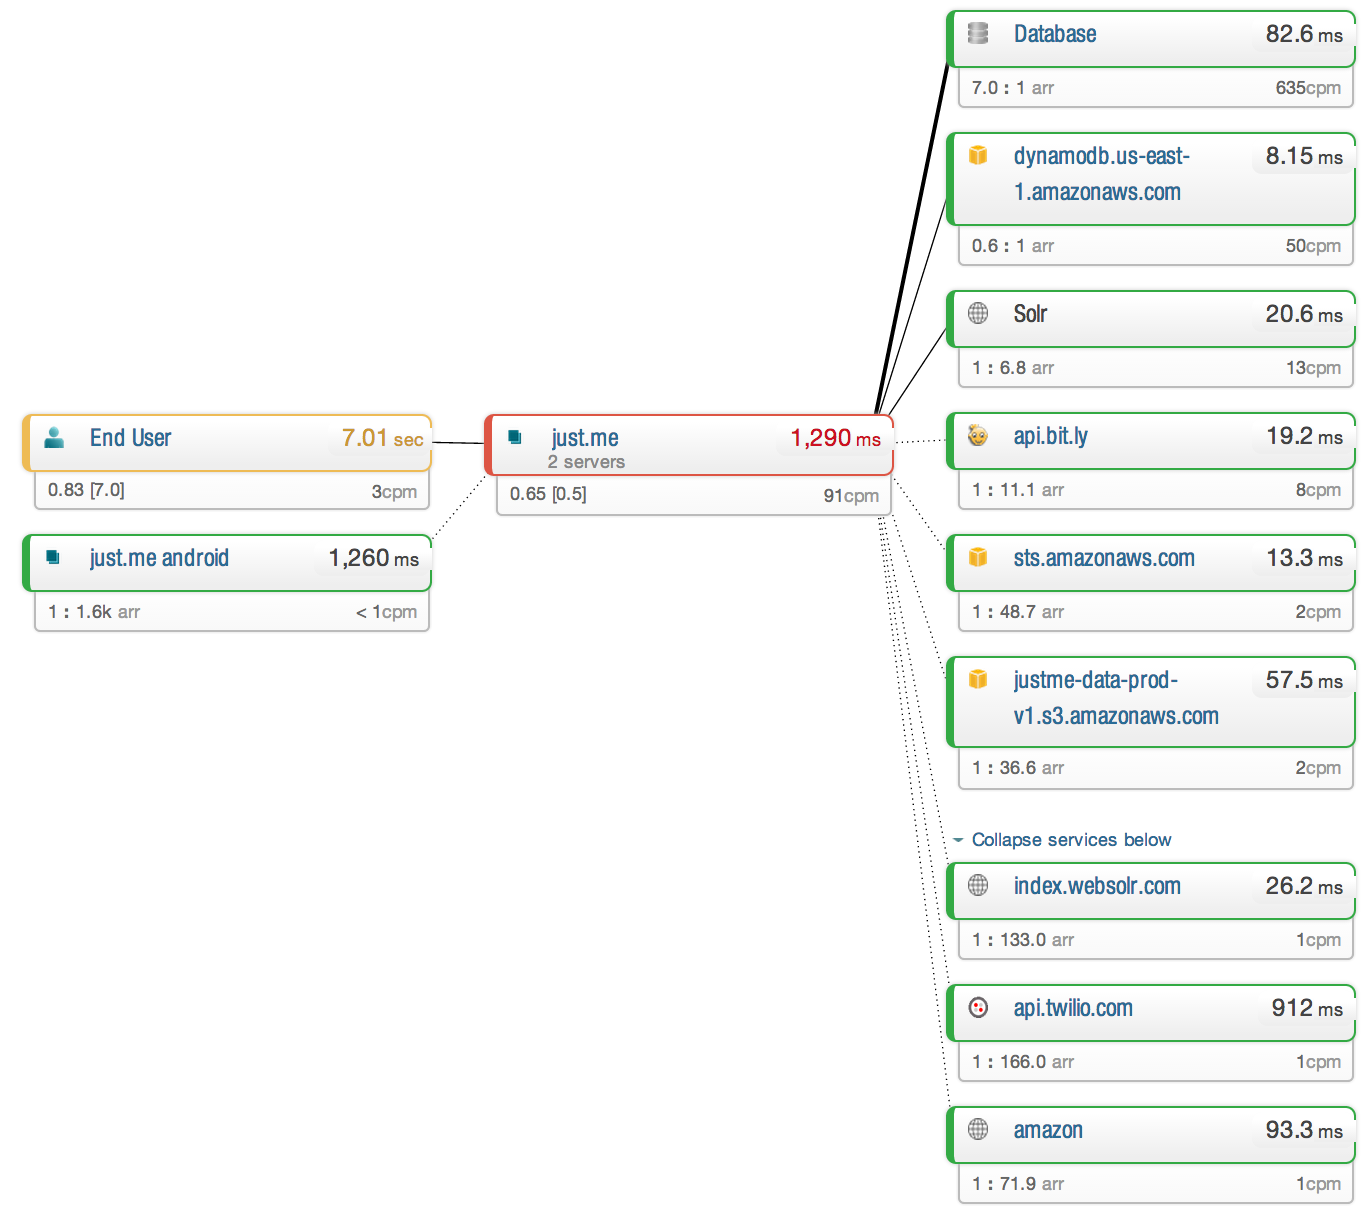 End User 7.01 sec
0.83 [7.0] 3cpm
just.me android 1,260 ms
1 : 1.6k arr < 1cpm
just.me 1,290 ms
2 servers
0.65 [0.5] 91cpm
Database 82.6 ms
7.0 : 1 arr 635cpm
dynamodb.us-east- 8.15 ms
1.amazonaws.com
0.6 : 1 arr 50cpm
Solr 20.6 ms
1 : 6.8 arr 13cpm
api.bit.ly 19.2 ms
1 : 11.1 arr 8cpm
sts.amazonaws.com 13.3 ms
1 : 48.7 arr 2cpm
justme-data-prod- 57.5 ms
v1.s3.amazonaws.com
1 : 36.6 arr 2cpm
Collapse services below
index.websolr.com 26.2 ms
1 : 133.0 arr 1cpm
api.twilio.com 912 ms
1 : 166.0 arr 1cpm
amazon 93.3 ms
1 : 71.9 arr 1cpm